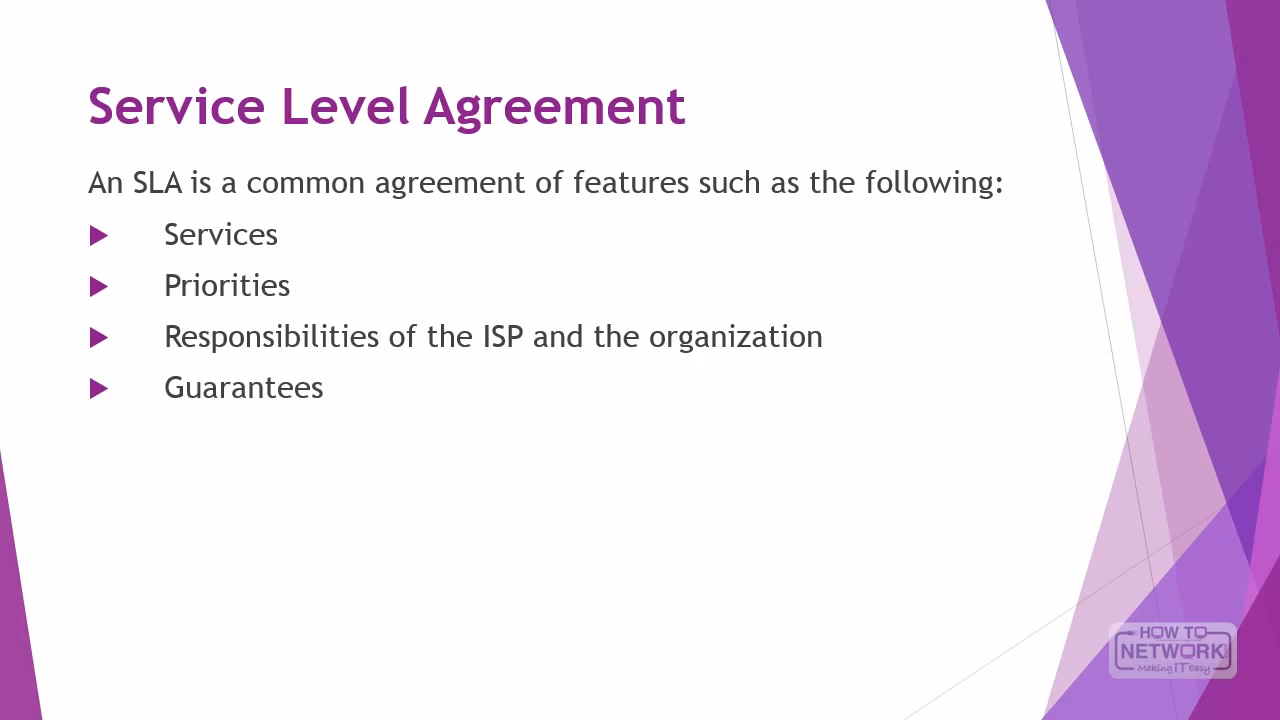 Service Level Agreement
An SLA is a common agreement of features such as the following:
Services
Priorities
Responsibilities of the ISP and the organization
Guarantees
HOW TO
NETWORK
Making IT Easy